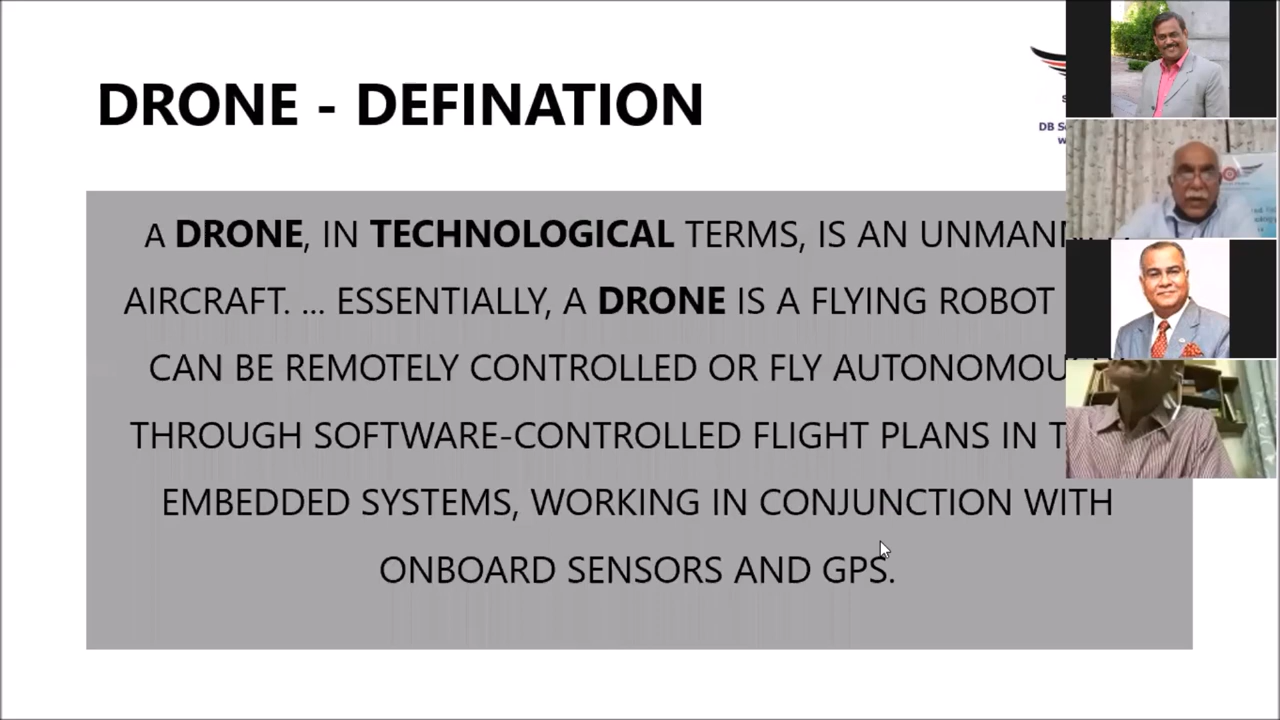 DRONE - DEFINATION
DB
A DRONE, IN TECHNOLOGICAL TERMS, IS AN UNMANN
AIRCRAFT. ... ESSENTIALLY, A DRONE IS A FLYING ROBOT
CAN BE REMOTELY CONTROLLED OR FLY AUTONOMOU
THROUGH SOFTWARE-CONTROLLED FLIGHT PLANS IN T
EMBEDDED SYSTEMS, WORKING IN CONJUNCTION WITH
ONBOARD SENSORS AND GPS.